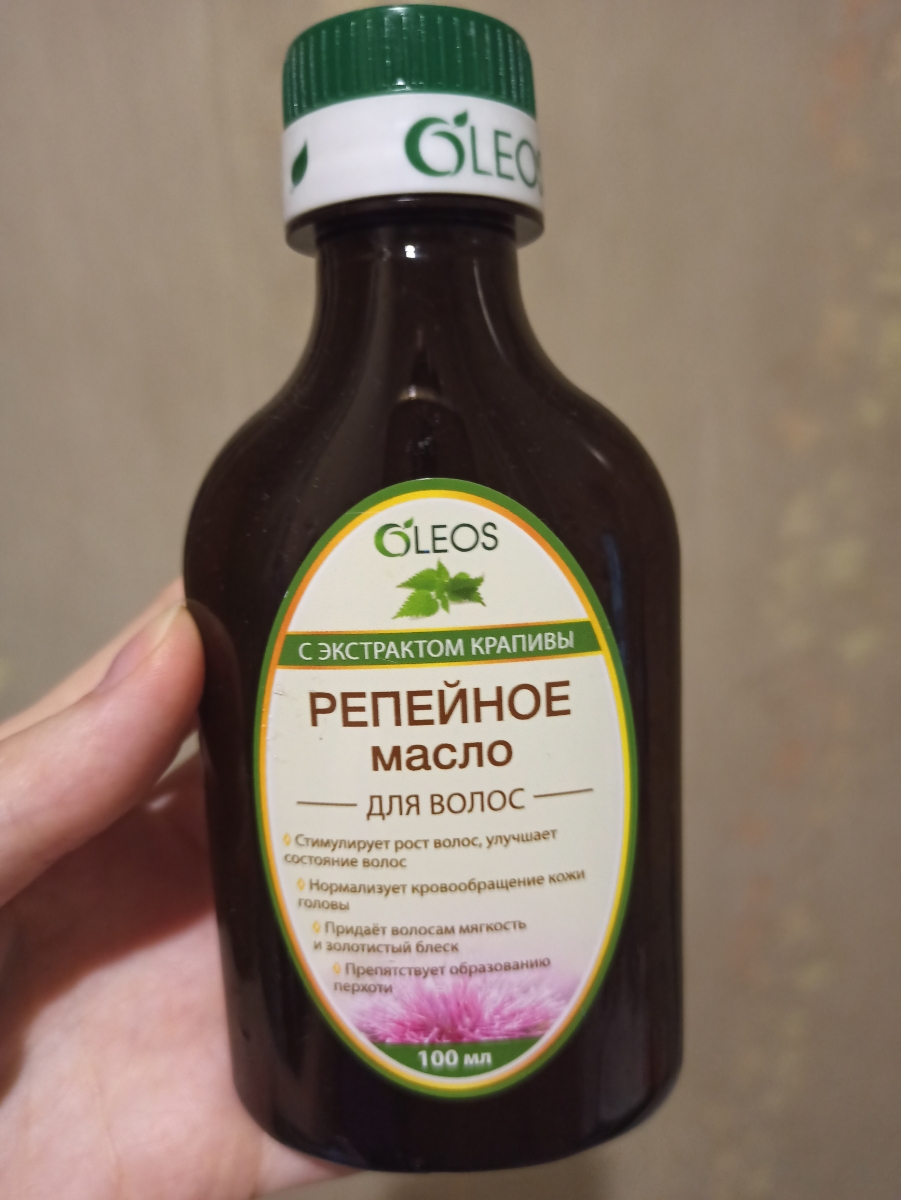 OLEOS
OLEOS
С ЭКСТРАКТОМ КРАПИВЫ
РЕПЕЙНОЕ
масло
ДЛЯ ВОЛОС
Стимулирует рост волос, улучшает
состояние волос
Нормализует кровообращение кожи
головы
Придаёт волосам мягкость
и золотистый блеск
Препятствует образованию
перхоти
100 мл